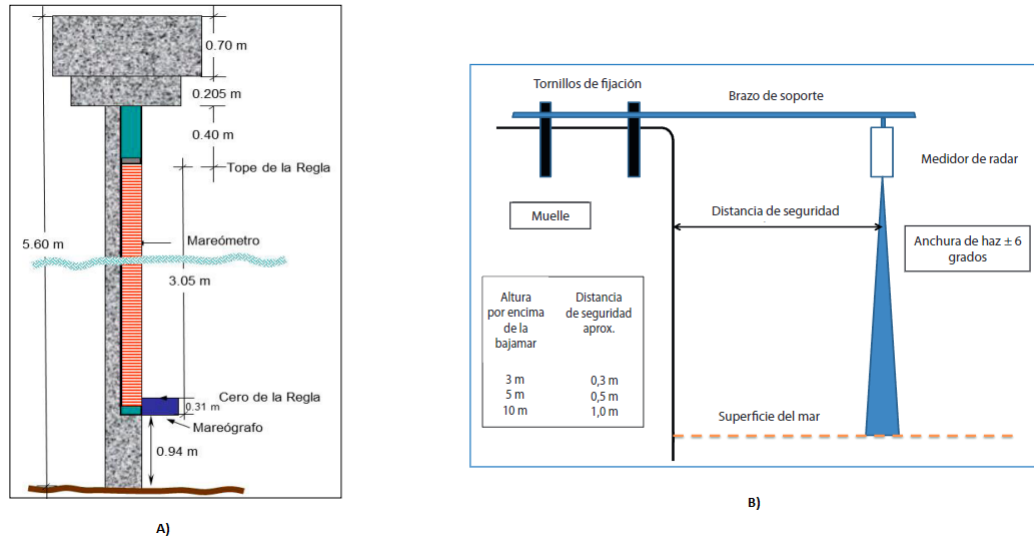 0.70 m
0.205 m
0.40 m
Tope de la Regla
5.60 m
Mareómetro
3.05 m
Cero de la Regla
0.31 m
Mareógrafo
0.94 m
A)
Tornillos de fijación
Brazo de soporte
Medidor de radar
Muelle
Distancia de seguridad
Anchura de haz ± 6
grados
Altura
por encima
de la
bajamar
Distancia
de seguridad
aprox.
3 m 0,3 m
5 m 0,5 m
10 m 1,0 m
Superficie del mar
B)